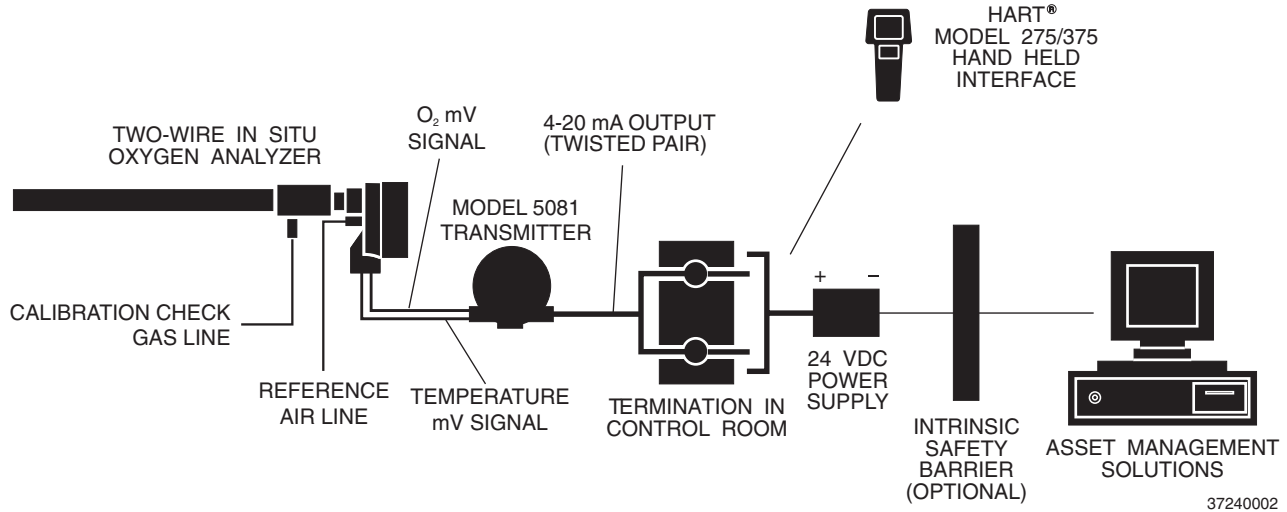 HART®
MODEL 275/375
HAND HELD
INTERFACE
TWO-WIRE IN SITU
OXYGEN ANALYZER
O₂ mV
SIGNAL
4-20 mA OUTPUT
(TWISTED PAIR)
MODEL 5081
TRANSMITTER
CALIBRATION CHECK
GAS LINE
REFERENCE
AIR LINE
TEMPERATURE
mV SIGNAL
TERMINATION IN
CONTROL ROOM
+ –
24 VDC
POWER
SUPPLY
INTRINSIC
SAFETY
BARRIER
(OPTIONAL)
ASSET MANAGEMENT
SOLUTIONS
37240002